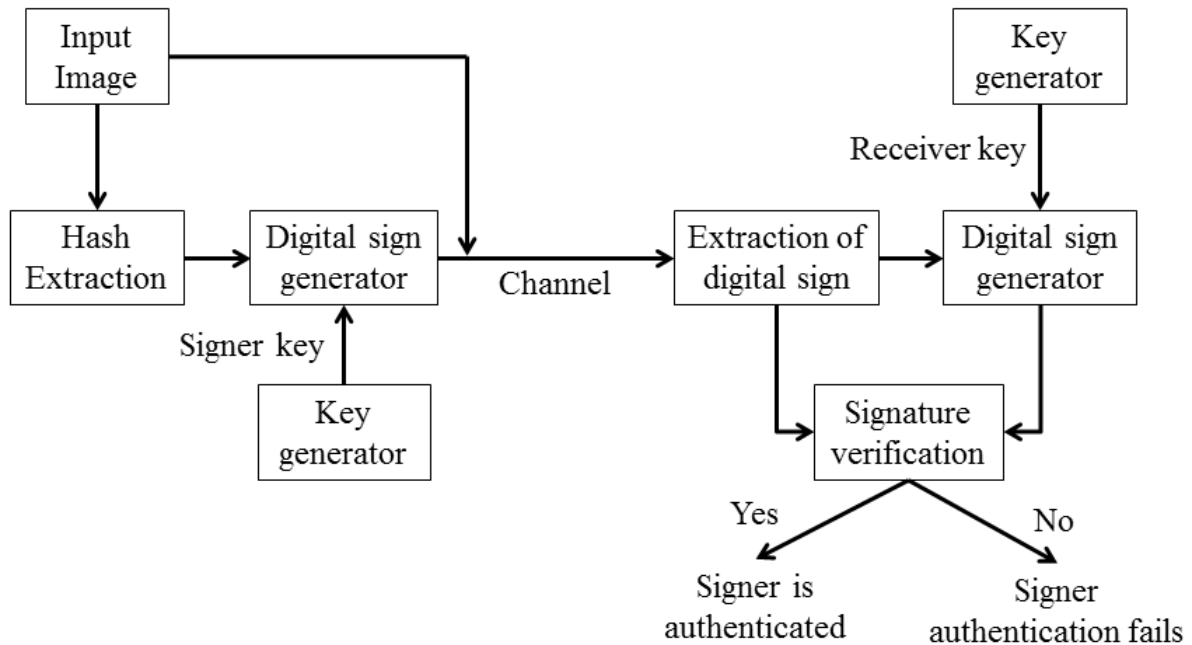 Input
Image
Key
generator
Receiver key
Hash
Extraction
Digital sign
generator
Channel
Extraction of
digital sign
Digital sign
generator
Signer key
Key
generator
Signature
verification
Yes
No
Signer is
authenticated
Signer
authentication fails